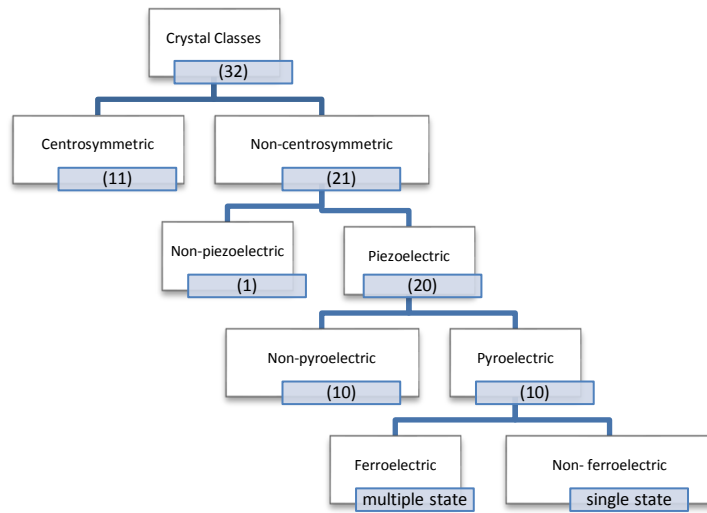 Crystal Classes
(32)
Centrosymmetric
(11)
Non-centrosymmetric
(21)
Non-piezoelectric
(1)
Piezoelectric
(20)
Non-pyroelectric
(10)
Pyroelectric
(10)
Ferroelectric
multiple state
Non- ferroelectric
single state